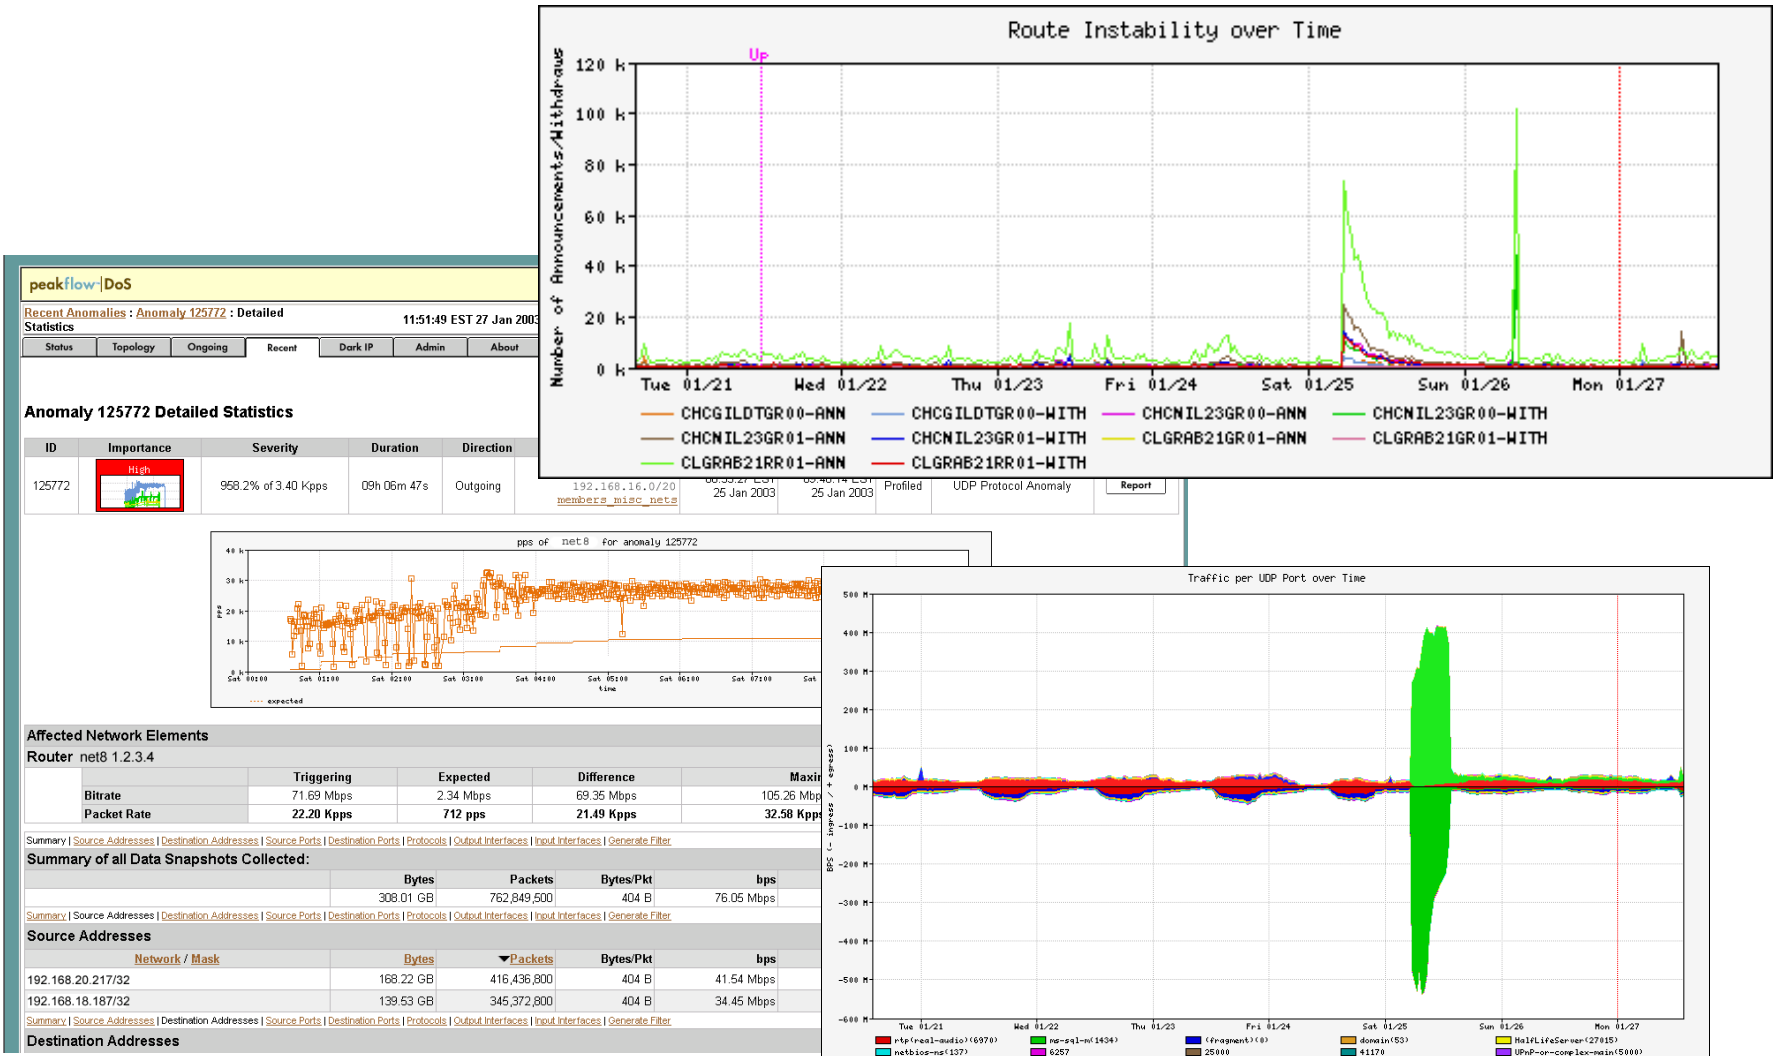 Route Instability over Time
Up
Number of Announcements/Withdraws
120 k
100 k
80 k
60 k
40 k
20 k
0 k
Tue 01/21 Wed 01/22 Thu 01/23 Fri 01/24 Sat 01/25 Sun 01/26 Mon 01/27
CHCGILDTGR00-ANN CHCGILDTGR00-WITH CHCNIL23GR00-ANN CHCNIL23GR00-WITH
CHCNIL23GR01-ANN CHCNIL23GR01-WITH CLGRAB21GR01-ANN CLGRAB21GR01-WITH
CLGRAB21RR01-ANN CLGRAB21RR01-WITH
peakflow DoS
Recent Anomalies : Anomaly 125772 : Detailed
Statistics
11:51:49 EST 27 Jan 2003
Status Topology Ongoing Recent Dark IP Admin About
Anomaly 125772 Detailed Statistics
ID Importance Severity Duration Direction
High
125772 958.2% of 3.40 Kpps 09h 06m 47s Outgoing 192.168.16.0/20 25 Jan 2003 25 Jan 2003 Profiled UDP Protocol Anomaly Report
members_misc_nets
pps of net8 for anomaly 125772
pps
40 k
30 k
20 k
10 k
0 k
Sat 00:00 Sat 01:00 Sat 02:00 Sat 03:00 Sat 04:00 Sat 05:00 Sat 06:00 Sat 07:00 Sat
time
---- expected
Affected Network Elements
Router net8 1.2.3.4
Triggering Expected Difference
Bitrate 71.69 Mbps 2.34 Mbps 69.35 Mbps 105.26 Mbp
Packet Rate 22.20 Kpps 712 pps 21.49 Kpps 32.58 Kpps
Summary | Source Addresses | Destination Addresses | Source Ports | Destination Ports | Protocols | Output Interfaces | Input Interfaces | Generate Filter
Summary of all Data Snapshots Collected:
Bytes Packets Bytes/Pkt bps
308.01 GB 762,849,500 404 B 76.05 Mbps
Summary | Source Addresses | Destination Addresses | Source Ports | Destination Ports | Protocols | Output Interfaces | Input Interfaces | Generate Filter
Source Addresses
Network / Mask Bytes Packets Bytes/Pkt bps
192.168.20.217/32 168.22 GB 416,436,800 404 B 41.54 Mbps
192.168.18.187/32 139.53 GB 345,372,800 404 B 34.45 Mbps
Summary | Source Addresses | Destination Addresses | Source Ports | Destination Ports | Protocols | Output Interfaces | Input Interfaces | Generate Filter
Destination Addresses
Traffic per UDP Port over Time
BPS (- ingress / + egress)
500 M
400 M
300 M
200 M
100 M
0 M
-100 M
-200 M
-300 M
-400 M
-500 M
-600 M
Tue 01/21 Wed 01/22 Thu 01/23 Fri 01/24 Sat 01/25 Sun 01/26 Mon 01/27
rtp(real-audio)(6970) ms-sql-m(1434) (fragment)(0) domain(53) HalfLifeServer(27015)
netbios-ns(137) 6257 25000 41170 UPnP-or-complex-main(5000)